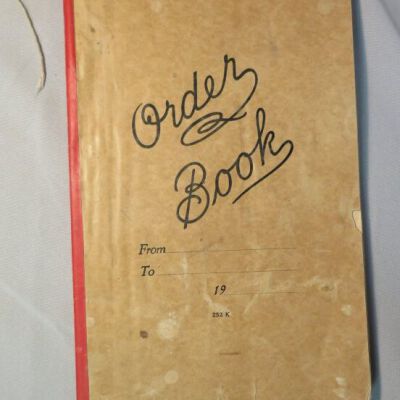 Order
Book
From
To
19
252 K